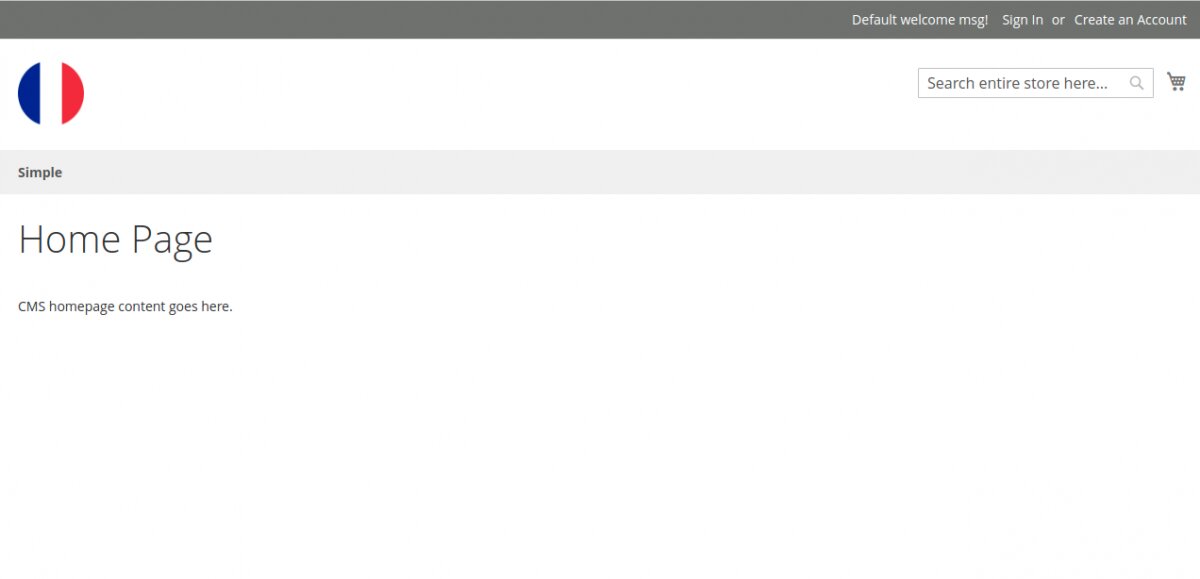 Default welcome msg! Sign In or Create an Account
Search entire store here...
Simple
Home Page
CMS homepage content goes here.